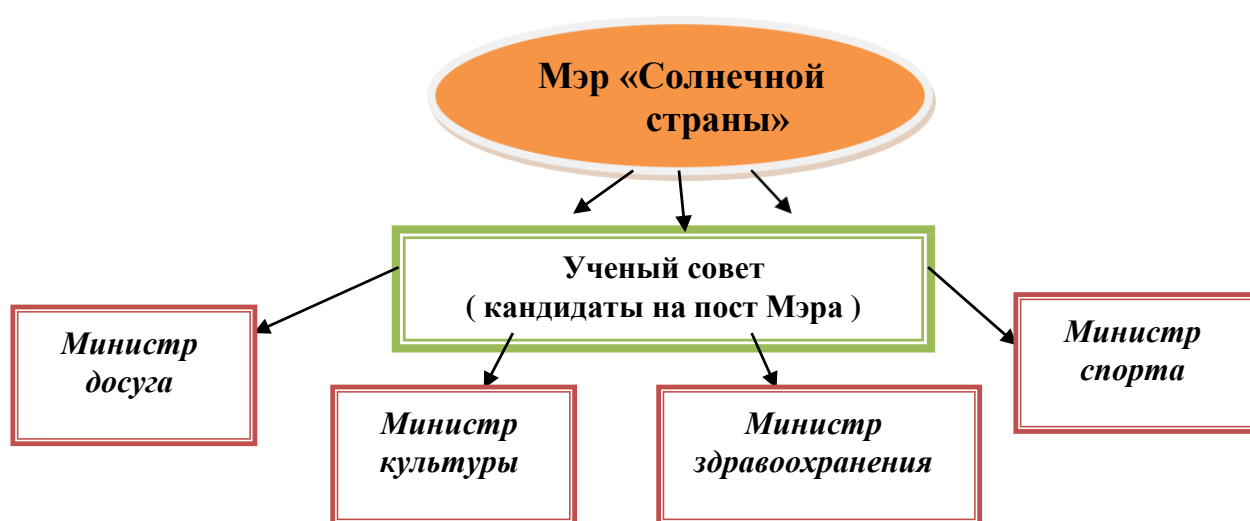 Мэр «Солнечной
страны»
Ученый совет
( кандидаты на пост Мэра )
Министр
досуга
Министр
культуры
Министр
здравоохранения
Министр
спорта